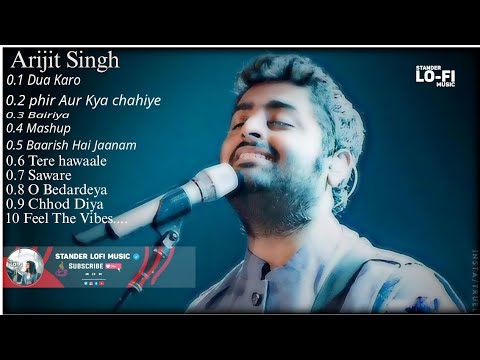 Arijit Singh
0.1 Dua Karo
0.2 phir Aur Kya chahiye
0.3 Bairiya
0.4 Mashup
0.5 Baarish Hai Jaanam
0.6 Tere hawaale
0.7 Saware
0.8 O Bedardeya
0.9 Chhod Diya
10 Feel The Vibes....
STANDER
LO-FI
MUSIC
STANDER LOFI MUSIC
SUBSCRIBE